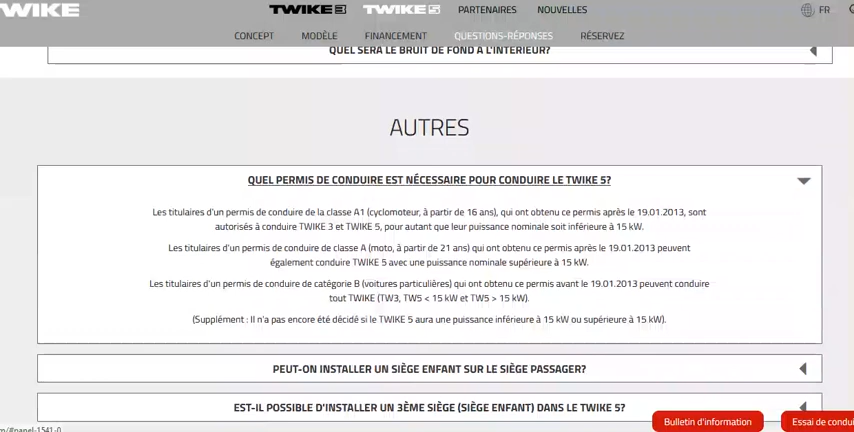 TWIKE TWIKE 3 TWIKE 5 PARTENAIRES NOUVELLES FR
CONCEPT MODÈLE FINANCEMENT QUESTIONS-RÉPONSES RÉSERVEZ
QUEL SERA LE BRUIT DE FOND À L'INTÉRIEUR?
AUTRES
QUEL PERMIS DE CONDUIRE EST NÉCESSAIRE POUR CONDUIRE LE TWIKE 5?
Les titulaires d'un permis de conduire de la classe A1 (cyclomoteur, à partir de 16 ans), qui ont obtenu ce permis après le 19.01.2013, sont
autorisés à conduire TWIKE 3 et TWIKE 5, pour autant que leur puissance nominale soit inférieure à 15 kW.
Les titulaires d'un permis de conduire de classe A (moto, à partir de 21 ans) qui ont obtenu ce permis après le 19.01.2013 peuvent
également conduire TWIKE 5 avec une puissance nominale supérieure à 15 kW.
Les titulaires d'un permis de conduire de catégorie B (voitures particulières) qui ont obtenu ce permis avant le 19.01.2013 peuvent conduire
tout TWIKE (TW3, TW5 < 15 kW et TW5 > 15 kW).
(Supplément : Il n'a pas encore été décidé si le TWIKE 5 aura une puissance inférieure à 15 kW ou supérieure à 15 kW).
PEUT-ON INSTALLER UN SIÈGE ENFANT SUR LE SIÈGE PASSAGER?
EST-IL POSSIBLE D'INSTALLER UN 3ÈME SIÈGE (SIÈGE ENFANT) DANS LE TWIKE 5?
Bulletin d'information Essai de condui
m/#panel-1541-0